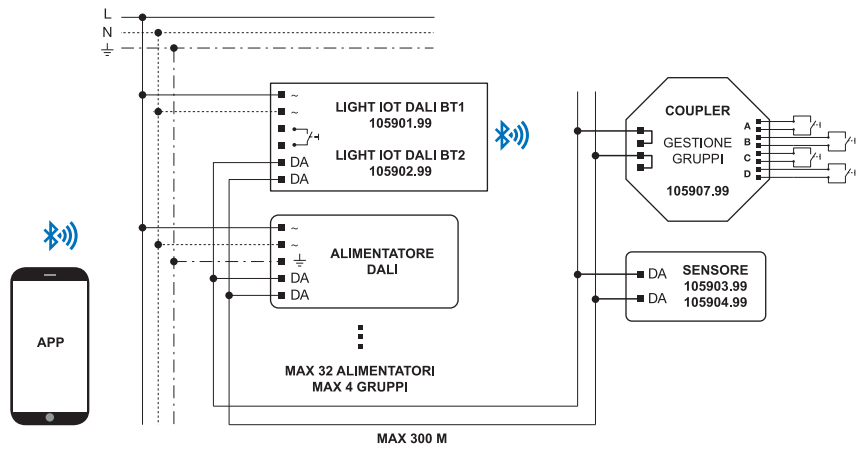 L
N
~
~
DA
DA
LIGHT IOT DALI BT1
105901.99
LIGHT IOT DALI BT2
105902.99
~
~
DA
DA
ALIMENTATORE
DALI
MAX 32 ALIMENTATORI
MAX 4 GRUPPI
MAX 300 M
APP
COUPLER
GESTIONE
GRUPPI
105907.99
A
B
C
D
DA
DA
SENSORE
105903.99
105904.99